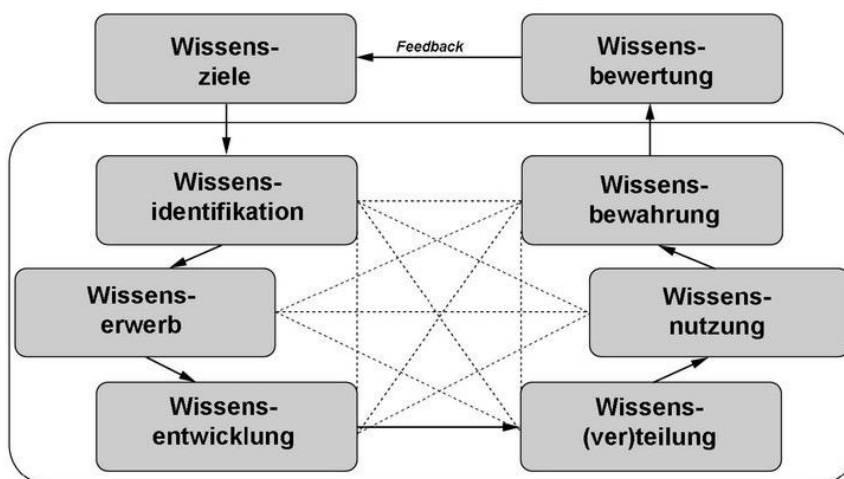 Wissens-
ziele
Feedback
Wissens-
bewertung
Wissens-
identifikation
Wissens-
bewahrung
Wissens-
erwerb
Wissens-
nutzung
Wissens-
entwicklung
Wissens-
(ver)teilung